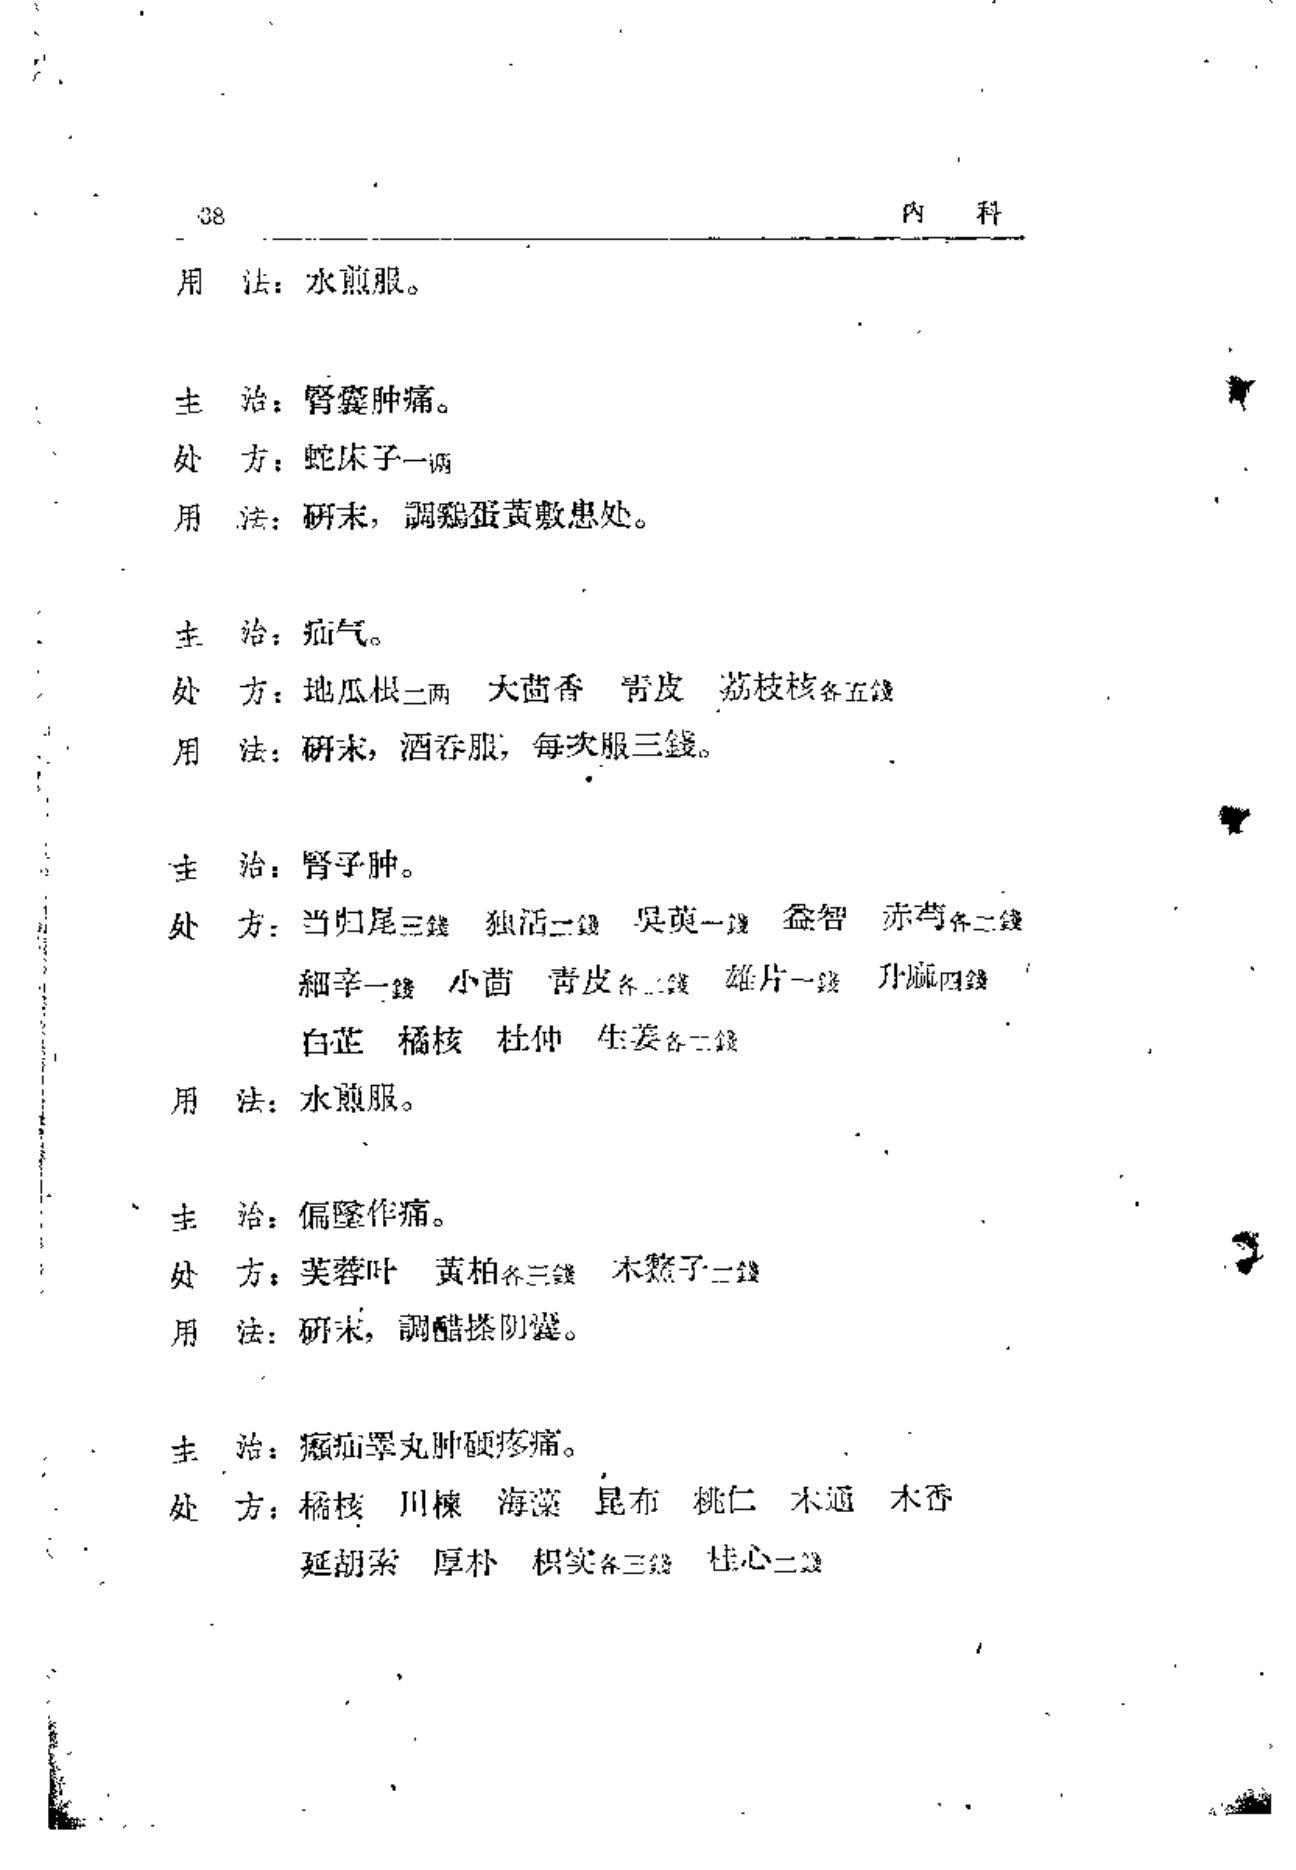 38 内 科
用 法：水煎服。
主 治：腎囊肿痛。
处 方：蛇床子一两
用 法：研末，調鷄蛋黃敷患处。
主 治：疝气。
处 方：地瓜根二两 大茴香 青皮 荔枝核各五錢
用 法：研末，酒吞服，每次服三錢。
主 治：腎子肿。
处 方：当归尾三錢 独活二錢 吳萸一錢 益智 赤芍各二錢
細辛一錢 小茴 青皮各二錢 雄片一錢 升麻四錢
白芷 橘核 杜仲 生姜各二錢
用 法：水煎服。
主 治：偏墜作痛。
处 方：芙蓉叶 黃柏各三錢 木鱉子二錢
用 法：研末，調醋搽阴囊。
主 治：癩疝睪丸肿硬疼痛。
处 方：橘核 川楝 海藻 昆布 桃仁 木通 木香
延胡索 厚朴 枳实各三錢 桂心二錢